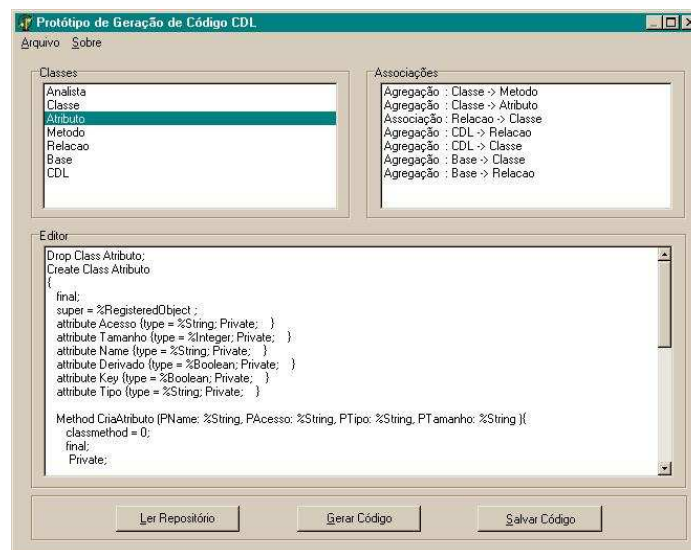 Protótipo de Geração de Código CDL
Arquivo Sobre
Classes
Analista
Classe
Atributo
Metodo
Relacao
Base
CDL
Associações
Agregação : Classe -> Metodo
Agregação : Classe -> Atributo
Associação : Relacao -> Classe
Agregação : CDL -> Relacao
Agregação : CDL -> Classe
Agregação : Base -> Classe
Agregação : Base -> Relacao
Editor
Drop Class Atributo;
Create Class Atributo
{
final;
super = %RegisteredObject ;
attribute Acesso {type = %String; Private; }
attribute Tamanho {type = %Integer; Private; }
attribute Name {type = %String; Private; }
attribute Derivado {type = %Boolean; Private; }
attribute Key {type = %Boolean; Private; }
attribute Tipo {type = %String; Private; }
Method CriaAtributo (PName: %String, PAcesso: %String, PTipo: %String, PTamanho: %String ){
classmethod = 0;
final;
Private;
Ler Repositório
Gerar Código
Salvar Código